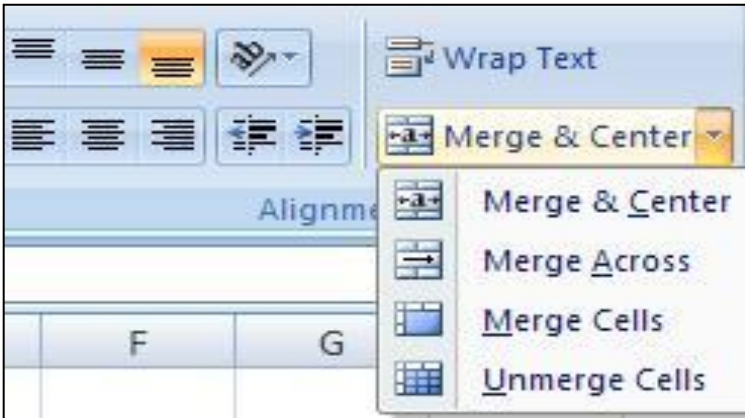 Wrap Text
Merge & Center
Alignme
Merge & Center
Merge Across
Merge Cells
Unmerge Cells
F G